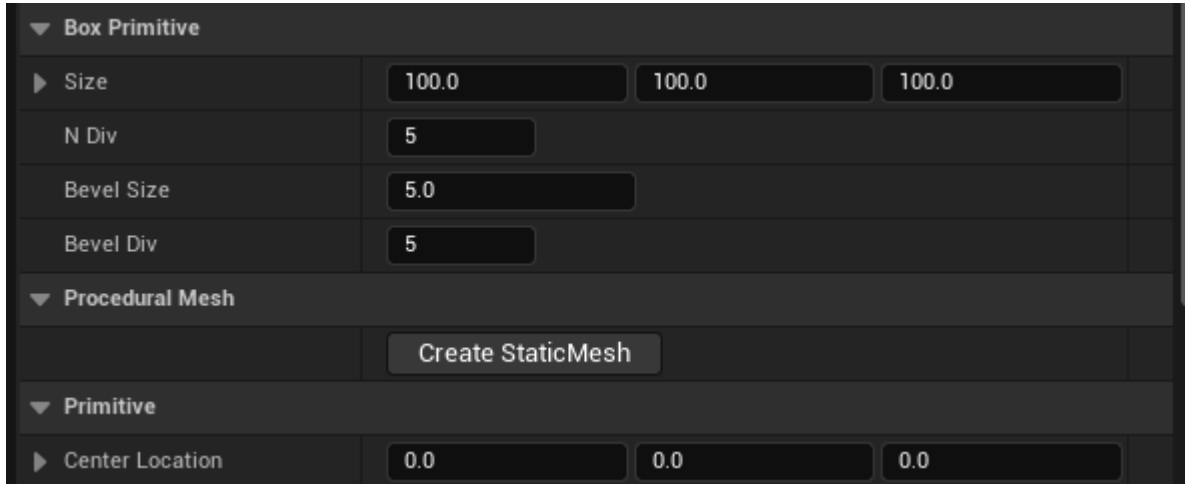 Box Primitive
Size 100.0 100.0 100.0
N Div 5
Bevel Size 5.0
Bevel Div 5
Procedural Mesh
Create StaticMesh
Primitive
Center Location 0.0 0.0 0.0